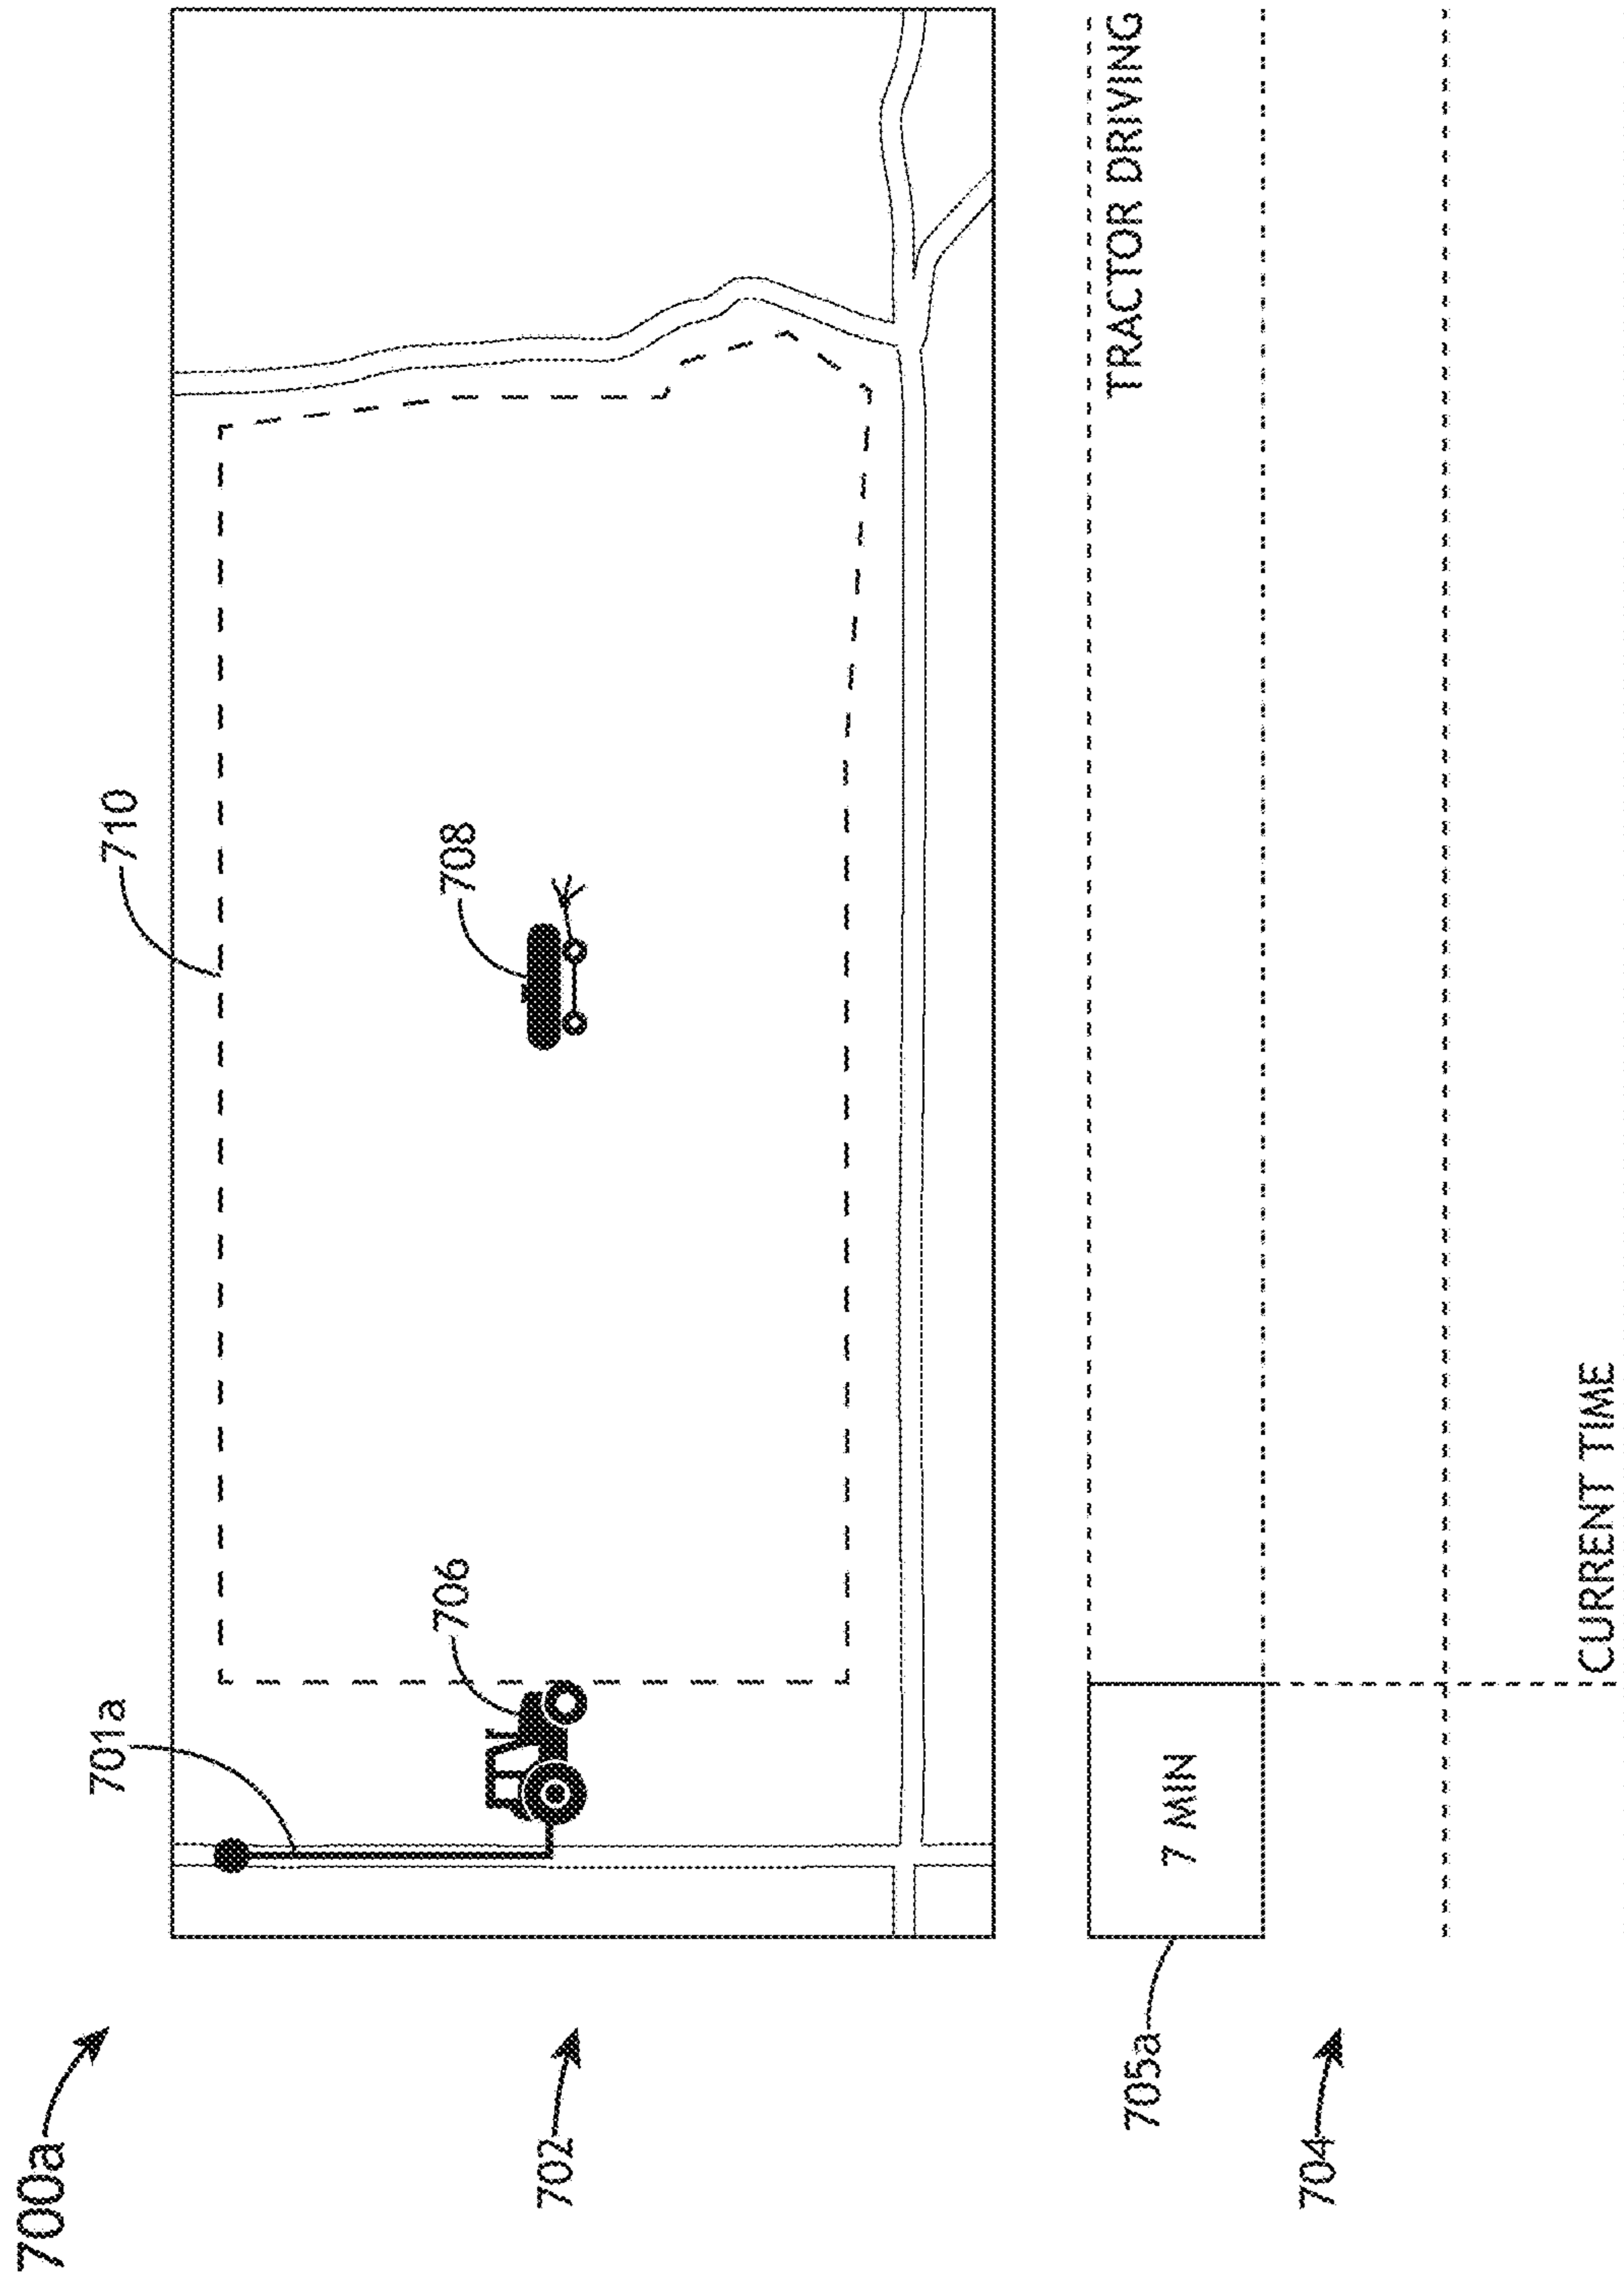 700a
701a
710
702
706
708
705a
7 MIN
TRACTOR DRIVING
704
CURRENT TIME